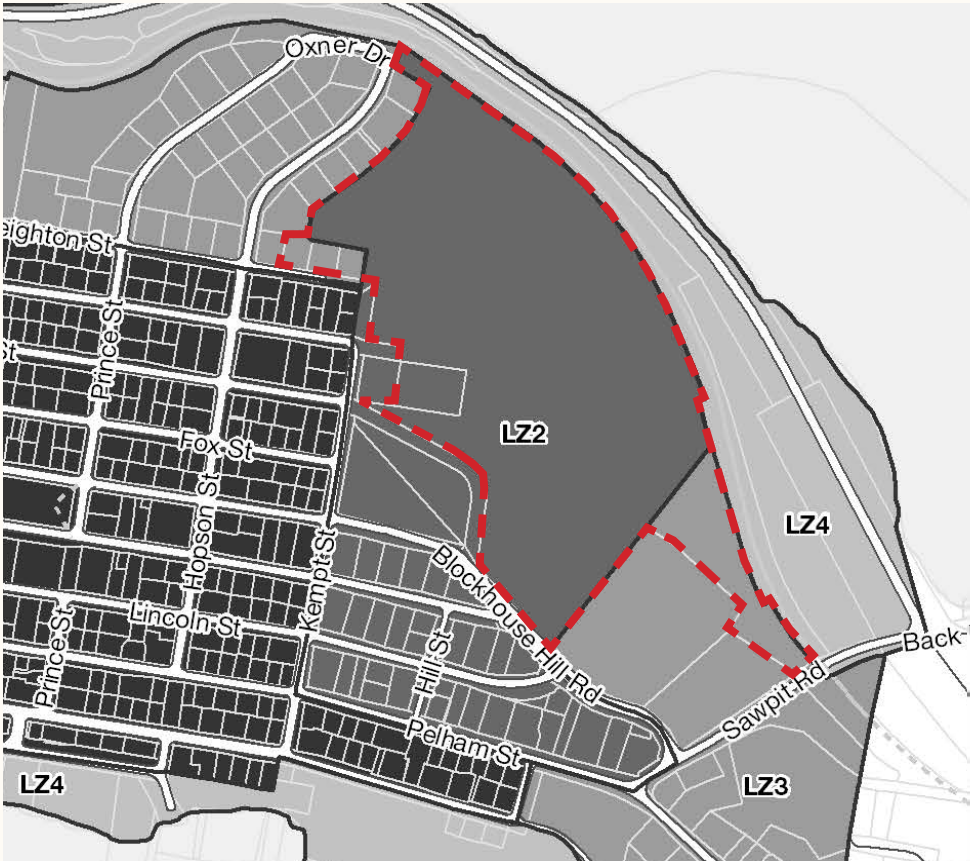 Oxner Dr
eighton St
Prince St
St
Fox St
LZ2
LZ4
Hopson St
Kempt St
Blockhouse Hill Rd
Lincoln St
Prince St
Hill St
Back-
Sawpit Rd
Pelham St
LZ4
LZ3